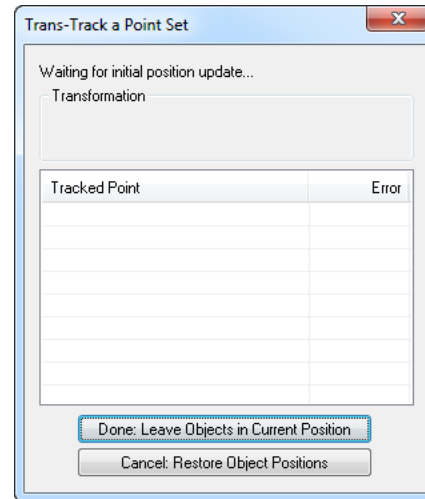 Trans-Track a Point Set
Waiting for initial position update...
Transformation
Tracked Point Error
Done: Leave Objects in Current Position
Cancel: Restore Object Positions